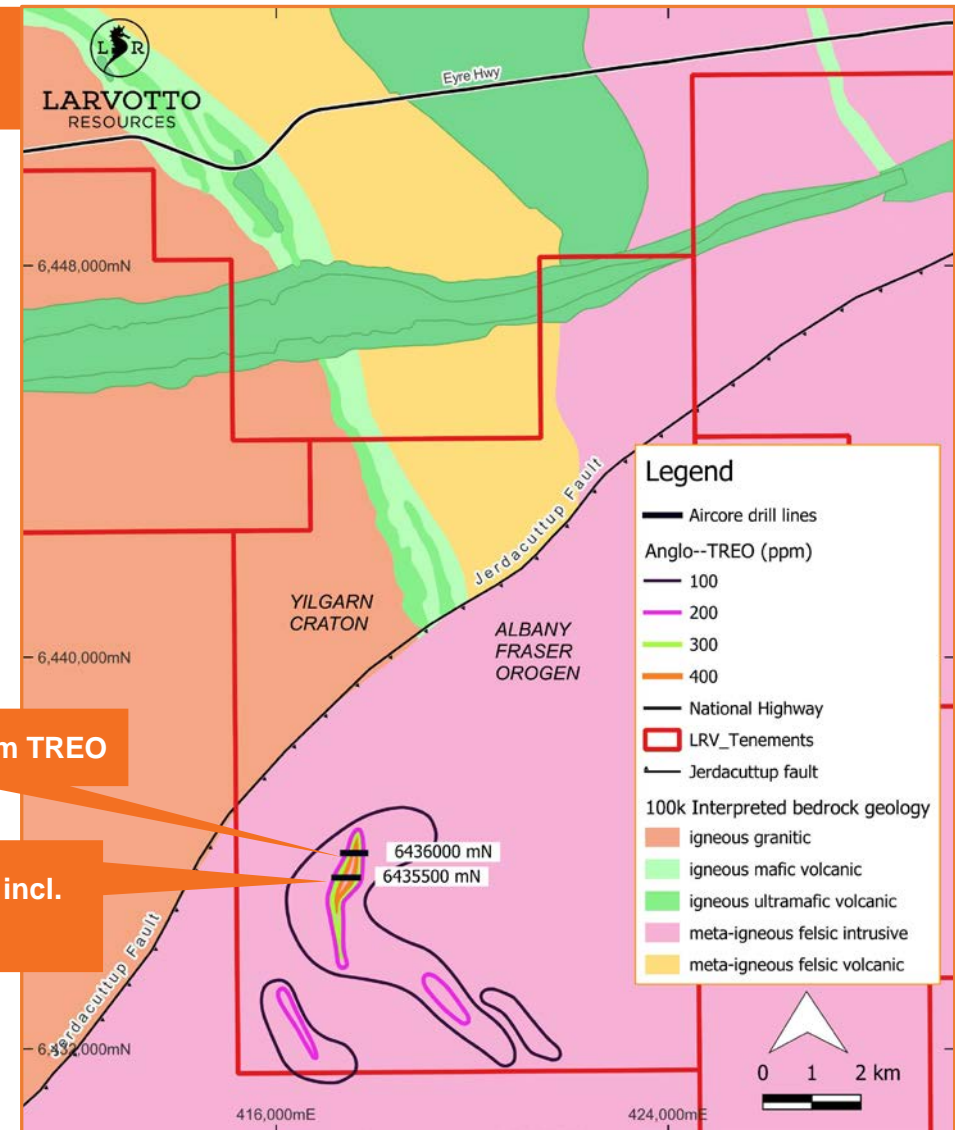 L R
LARVOTTO
RESOURCES
Eyre Hwy
6,448,000mN
Jerdacuttup Fault
YILGARN
CRATON
ALBANY
FRASER
OROGEN
6,440,000mN
m TREO
incl.
6436000 mN
6435500 mN
Jerdacuttup Fault
6,432,000mN
416,000mE
424,000mE
Legend
Aircore drill lines
Anglo--TREO (ppm)
100
200
300
400
National Highway
LRV_Tenements
Jerdacuttup fault
100k Interpreted bedrock geology
igneous granitic
igneous mafic volcanic
igneous ultramafic volcanic
meta-igneous felsic intrusive
meta-igneous felsic volcanic
0 1 2 km